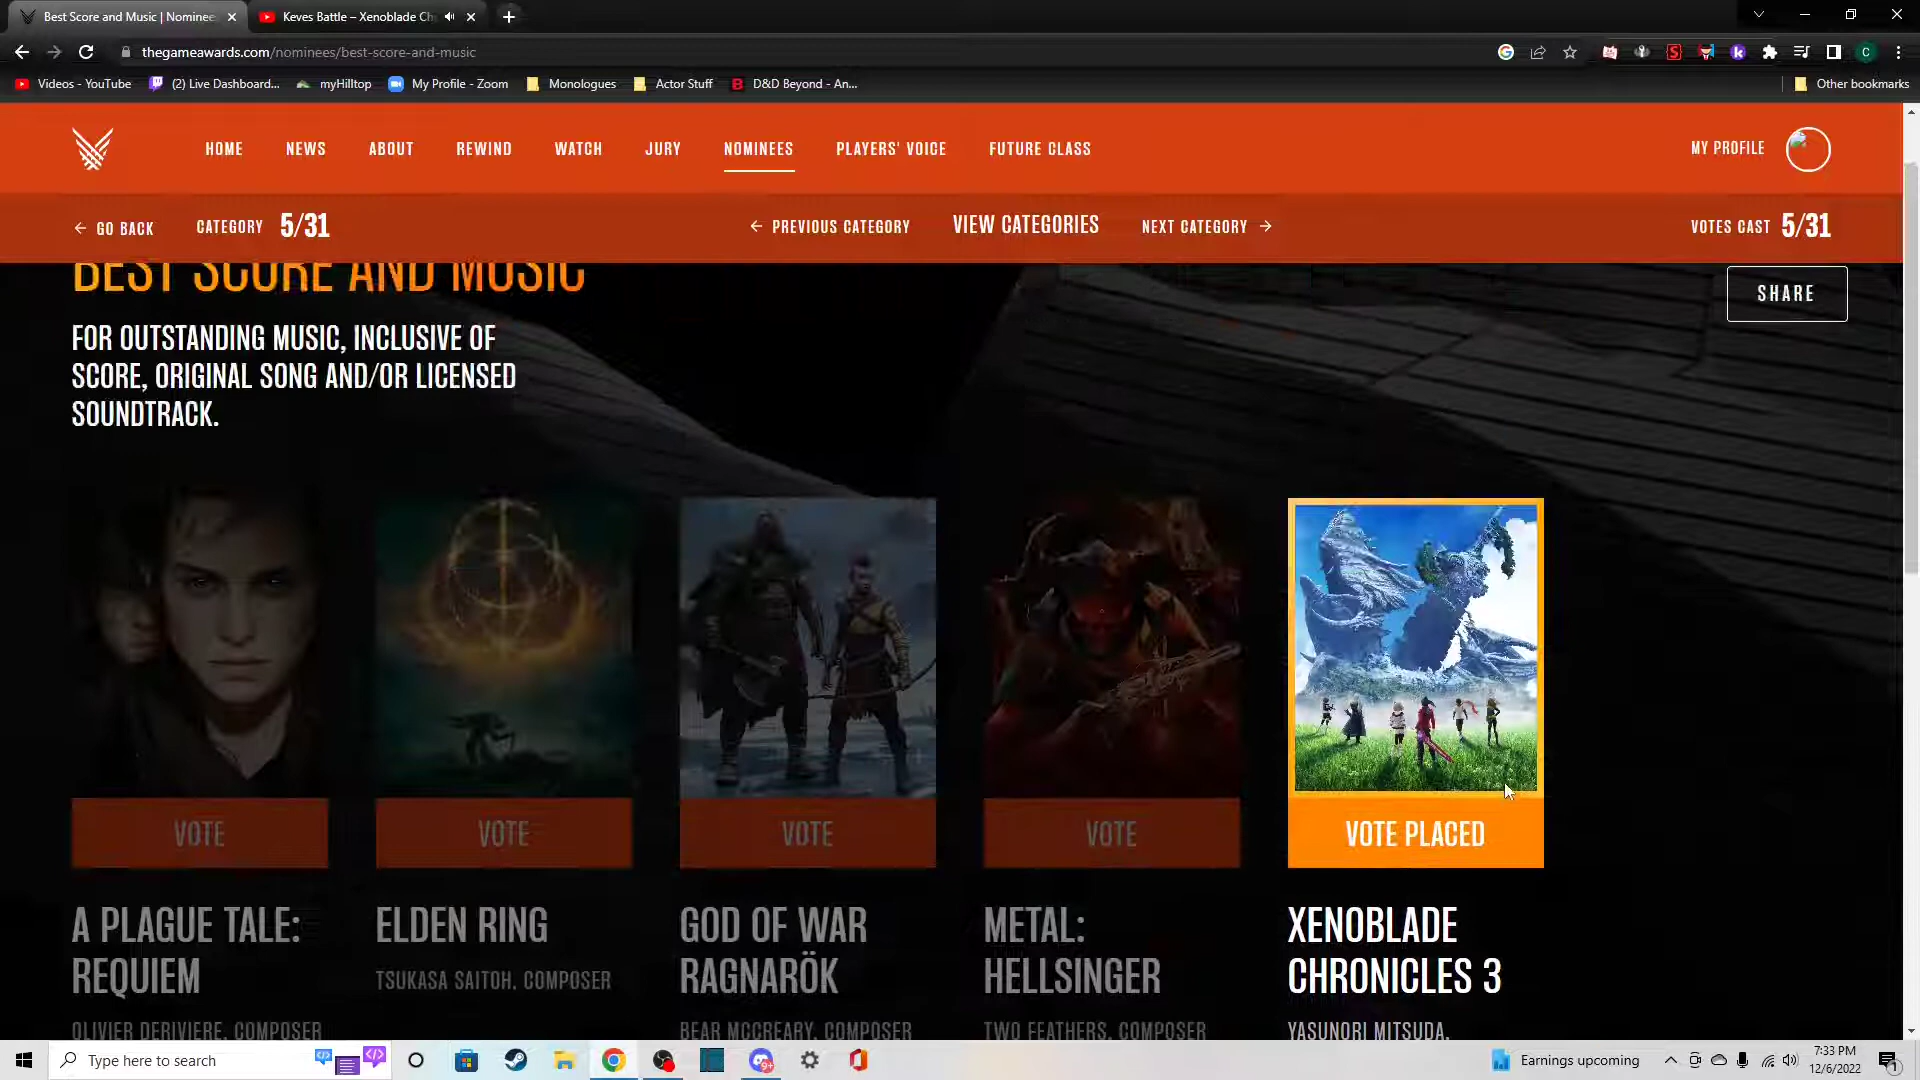 Best Score and Music | Nominee
Keves Battle – Xenoblade Ch
thegameawards.com/nominees/best-score-and-music
Videos - YouTube
(2) Live Dashboard...
myHilltop
My Profile - Zoom
Monologues
Actor Stuff
D&D Beyond - An...
Other bookmarks
HOME
NEWS
ABOUT
REWIND
WATCH
JURY
NOMINEES
PLAYERS' VOICE
FUTURE CLASS
MY PROFILE
← GO BACK
CATEGORY 5/31
← PREVIOUS CATEGORY
VIEW CATEGORIES
NEXT CATEGORY →
VOTES CAST 5/31
BEST SCORE AND MUSIC
SHARE
FOR OUTSTANDING MUSIC, INCLUSIVE OF
SCORE, ORIGINAL SONG AND/OR LICENSED
SOUNDTRACK.
VOTE
VOTE
VOTE
VOTE
VOTE PLACED
A PLAGUE TALE:
REQUIEM
OLIVIER DERIVIERE, COMPOSER
ELDEN RING
TSUKASA SAITOH, COMPOSER
GOD OF WAR
RAGNARÖK
BEAR MCCREARY, COMPOSER
METAL:
HELLSINGER
TWO FEATHERS, COMPOSER
XENOBLADE
CHRONICLES 3
YASUNORI MITSUDA,
Type here to search
9+
Earnings upcoming
7:33 PM
12/6/2022
1